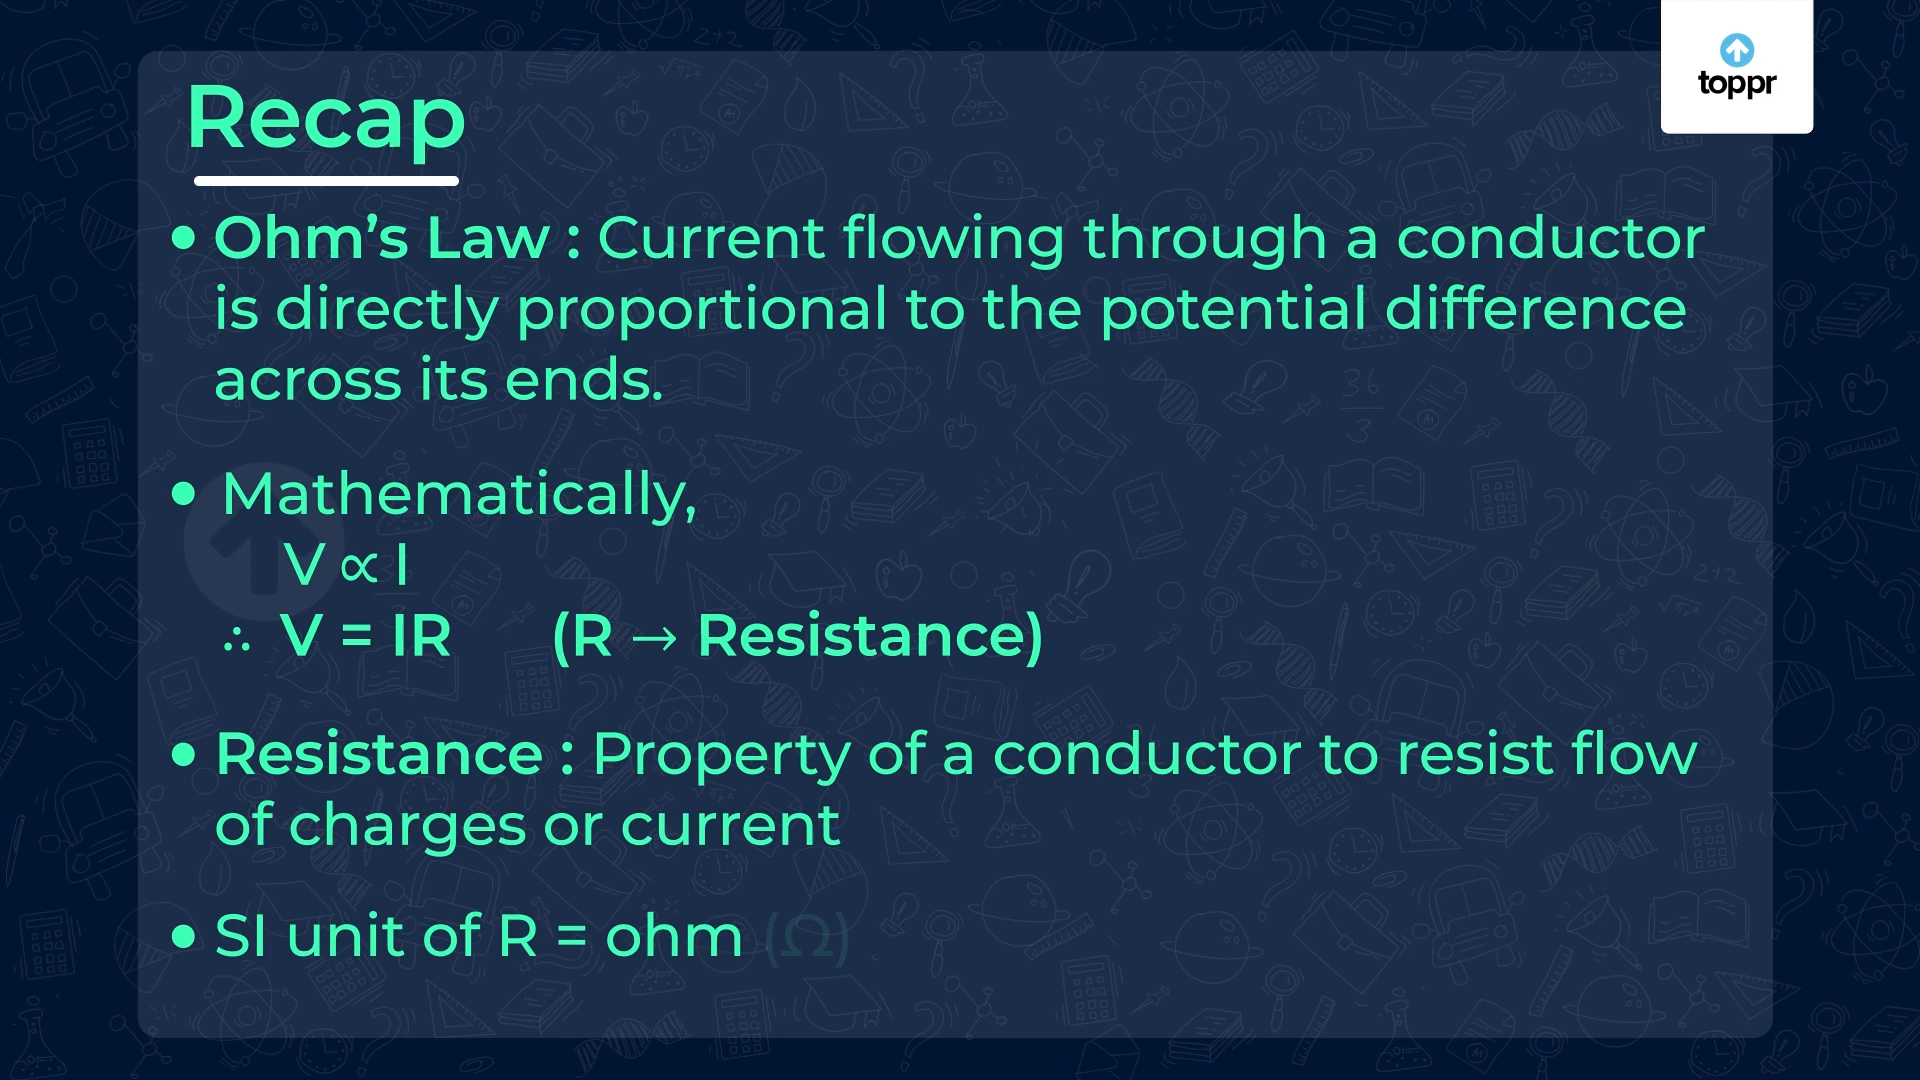 toppr
Recap
• Ohm’s Law : Current flowing through a conductor
is directly proportional to the potential difference
across its ends.
• Mathematically,
V ∝ I
∴ V = IR (R → Resistance)
• Resistance : Property of a conductor to resist flow
of charges or current
• SI unit of R = ohm (Ω)